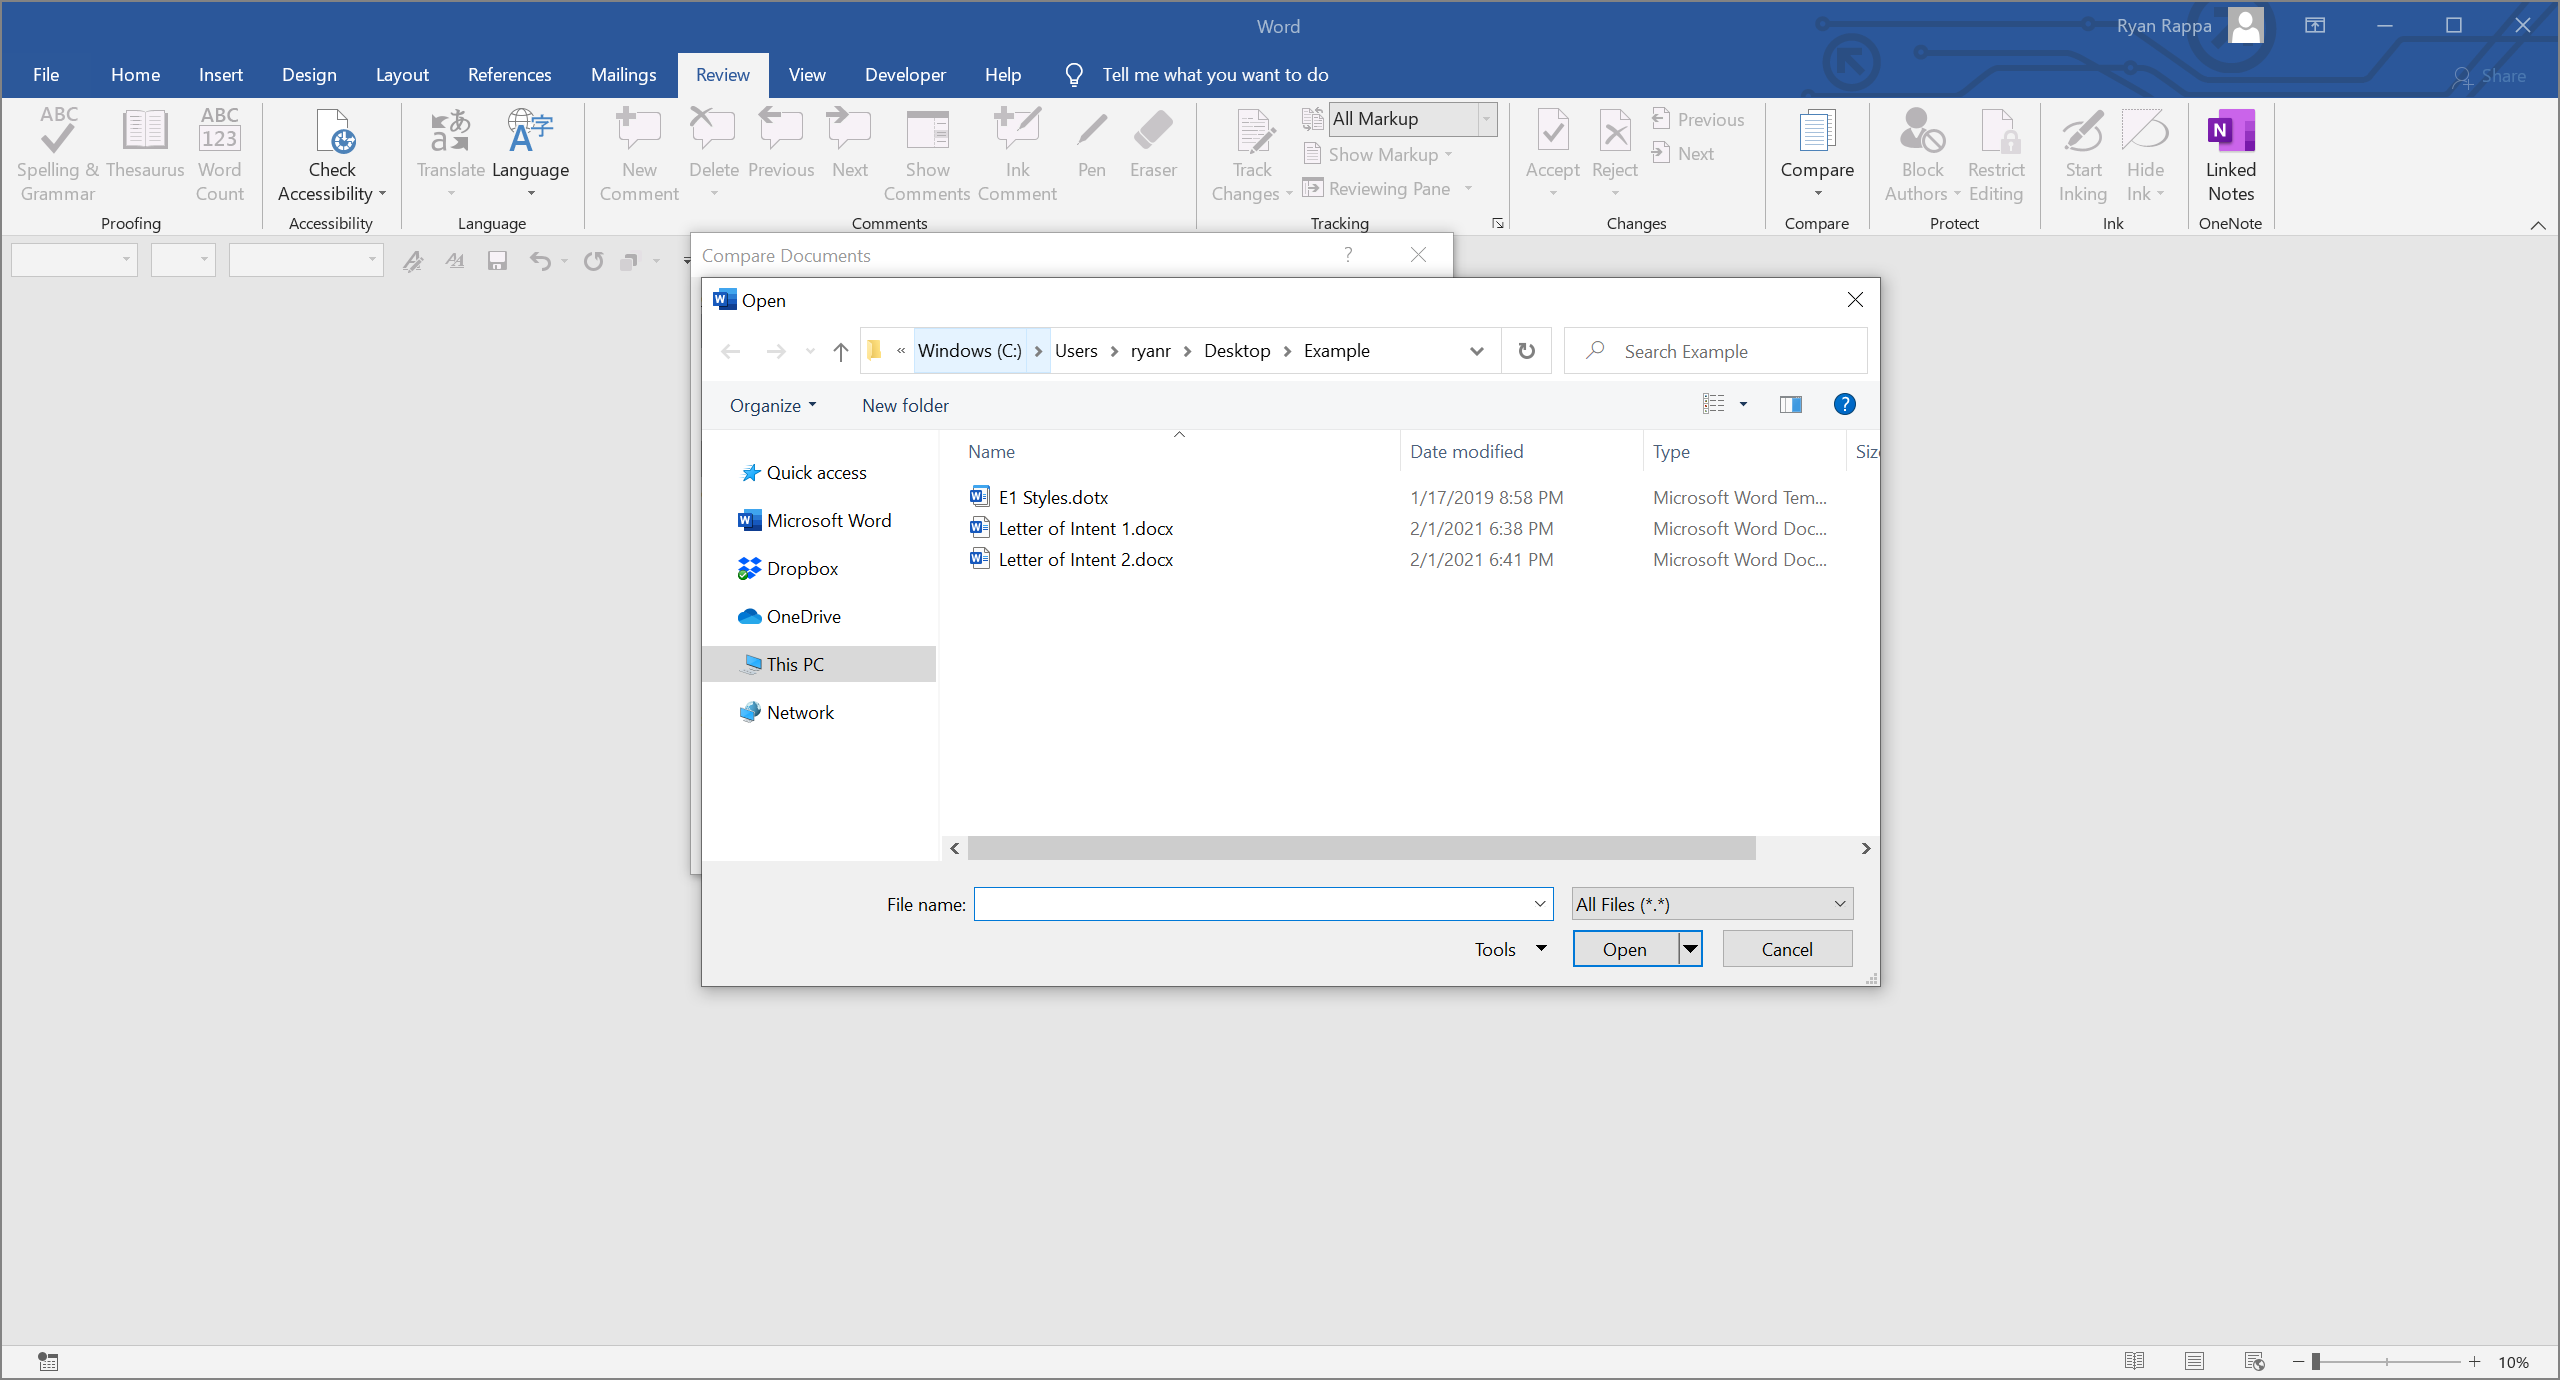 Word
Ryan Rappa
File Home Insert Design Layout References Mailings Review View Developer Help Tell me what you want to do Share
ABC
Spelling & Grammar
Thesaurus
ABC
123
Word Count
Proofing
Check Accessibility
Accessibility
Translate
Language
Language
New Comment
Delete
Previous
Next
Show Comments
Ink Comment
Pen
Eraser
Comments
Track Changes
All Markup
Show Markup
Reviewing Pane
Tracking
Accept
Reject
Previous
Next
Changes
Compare
Compare
Block Authors
Restrict Editing
Protect
Start Inking
Hide Ink
Ink
N
Linked Notes
OneNote
Compare Documents ?
Open
« Windows (C:) Users ryanr Desktop Example
Search Example
Organize New folder ?
Quick access
Microsoft Word
Dropbox
OneDrive
This PC
Network
Name Date modified Type Siz
E1 Styles.dotx 1/17/2019 8:58 PM Microsoft Word Tem...
Letter of Intent 1.docx 2/1/2021 6:38 PM Microsoft Word Doc...
Letter of Intent 2.docx 2/1/2021 6:41 PM Microsoft Word Doc...
File name: All Files (*.*)
Tools Open Cancel
10%